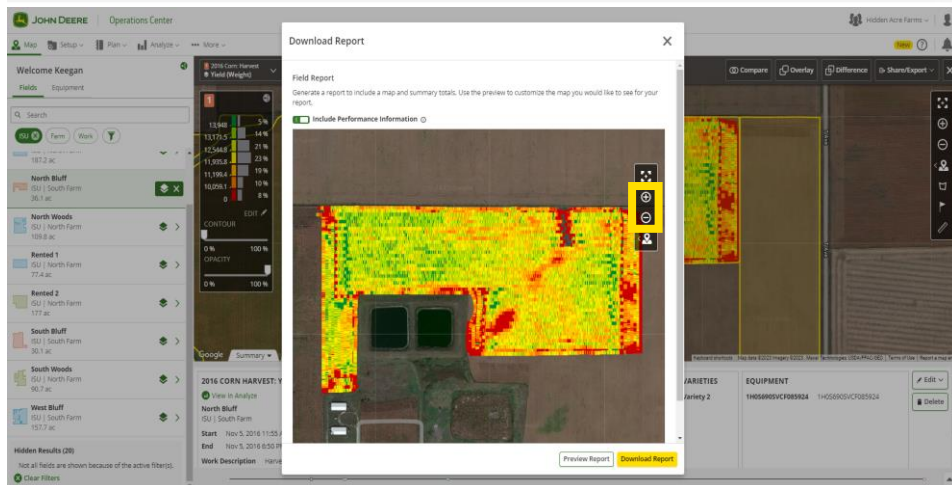 JOHN DEERE Operations Center
Hidden Acre Farms
Map Setup Plan Analyze More
New
Welcome Keegan
Fields Equipment
Search
ISU Farm Work
187.2 ac
North Bluff
ISU | South Farm
36.1 ac
North Woods
ISU | North Farm
109.8 ac
Rented 1
ISU | North Farm
77.4 ac
Rented 2
ISU | North Farm
177 ac
South Bluff
ISU | South Farm
30.1 ac
South Woods
ISU | South Farm
90.7 ac
West Bluff
ISU | South Farm
157.7 ac
Hidden Results (20)
Not all fields are shown because of the active filter(s).
Clear Filters
2016 Corn Harvest
Yield (Weight)
1
13,948 5%
13,171.5 14%
12,544.8 21%
11,935.8 23%
11,199.4 19%
10,059.1 10%
0 8%
EDIT
CONTOUR
0% 100%
OPACITY
0% 100%
Google Summary
Download Report X
Field Report
Generate a report to include a map and summary totals. Use the preview to customize the map you would like to see for your
report.
Include Performance Information
Preview Report Download Report
Compare Overlay Difference Share/Export
2016 CORN HARVEST: Y
View in Analyze
North Bluff
ISU | South Farm
Start Nov 5, 2016 11:55
End Nov 5, 2016 6:50 P
Work Description Harve
VARIETIES
Variety 2
EQUIPMENT
1H0S690SVCF085924 1H0S690SVCF085924
Edit
Delete